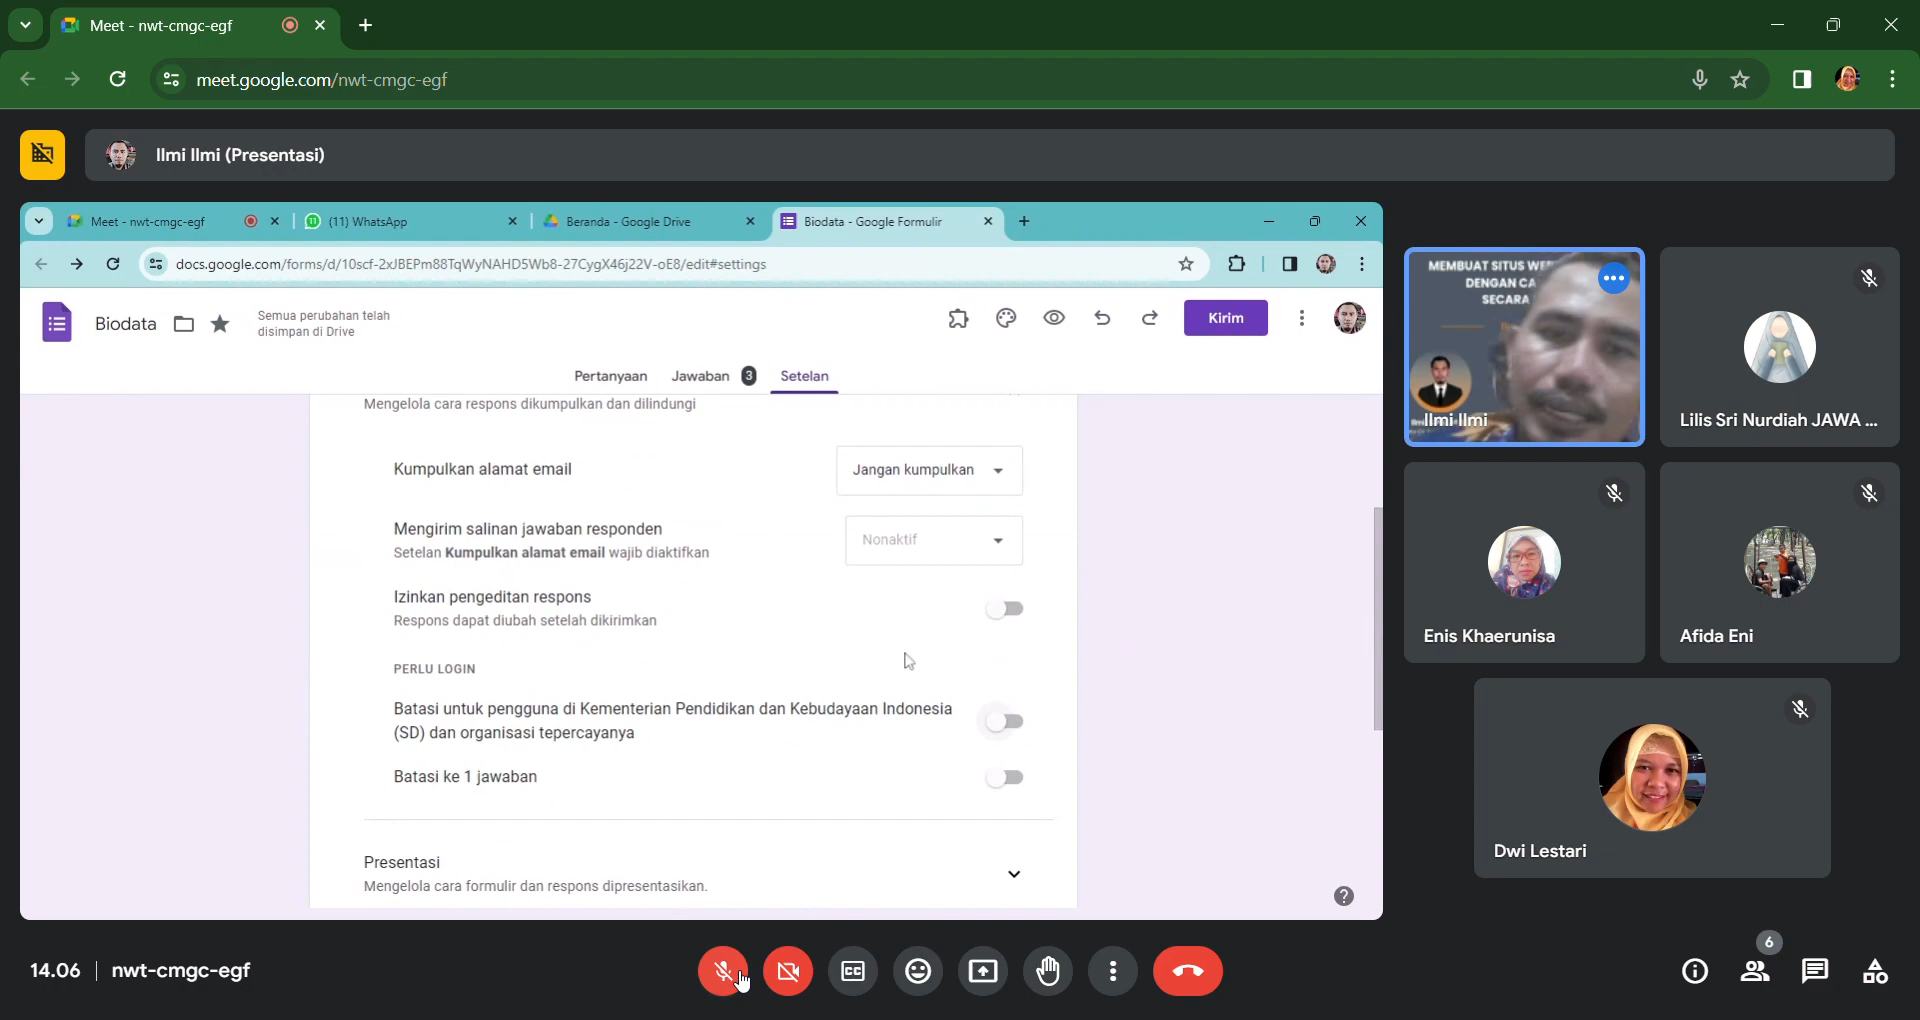 Meet - nwt-cmgc-egf
meet.google.com/nwt-cmgc-egf
Ilmi Ilmi (Presentasi)
Meet - nwt-cmgc-egf
(11) WhatsApp
Beranda - Google Drive
Biodata - Google Formulir
docs.google.com/forms/d/10scf-2xJBEPm88TqWyNAHD5Wb8-27CygX46j22V-oE8/edit#settings
Biodata
Semua perubahan telah
disimpan di Drive
Kirim
Pertanyaan
Jawaban 3
Setelan
Mengelola cara respons dikumpulkan dan dilindungi
Kumpulkan alamat email
Jangan kumpulkan
Mengirim salinan jawaban responden
Setelan Kumpulkan alamat email wajib diaktifkan
Nonaktif
Izinkan pengeditan respons
Respons dapat diubah setelah dikirimkan
PERLU LOGIN
Batasi untuk pengguna di Kementerian Pendidikan dan Kebudayaan Indonesia
(SD) dan organisasi tepercayanya
Batasi ke 1 jawaban
Presentasi
Mengelola cara formulir dan respons dipresentasikan.
MEMBUAT SITUS WE
DENGAN CA
SECARA
Ilmi Ilmi
Lilis Sri Nurdiah JAWA ...
Enis Khaerunisa
Afida Eni
Dwi Lestari
14.06
nwt-cmgc-egf
6